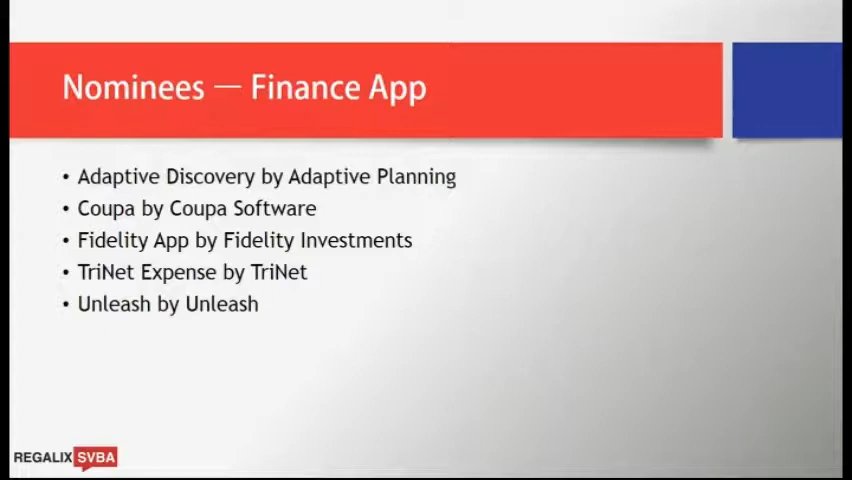 Nominees — Finance App
• Adaptive Discovery by Adaptive Planning
• Coupa by Coupa Software
• Fidelity App by Fidelity Investments
• TriNet Expense by TriNet
• Unleash by Unleash
REGALIX SVBA